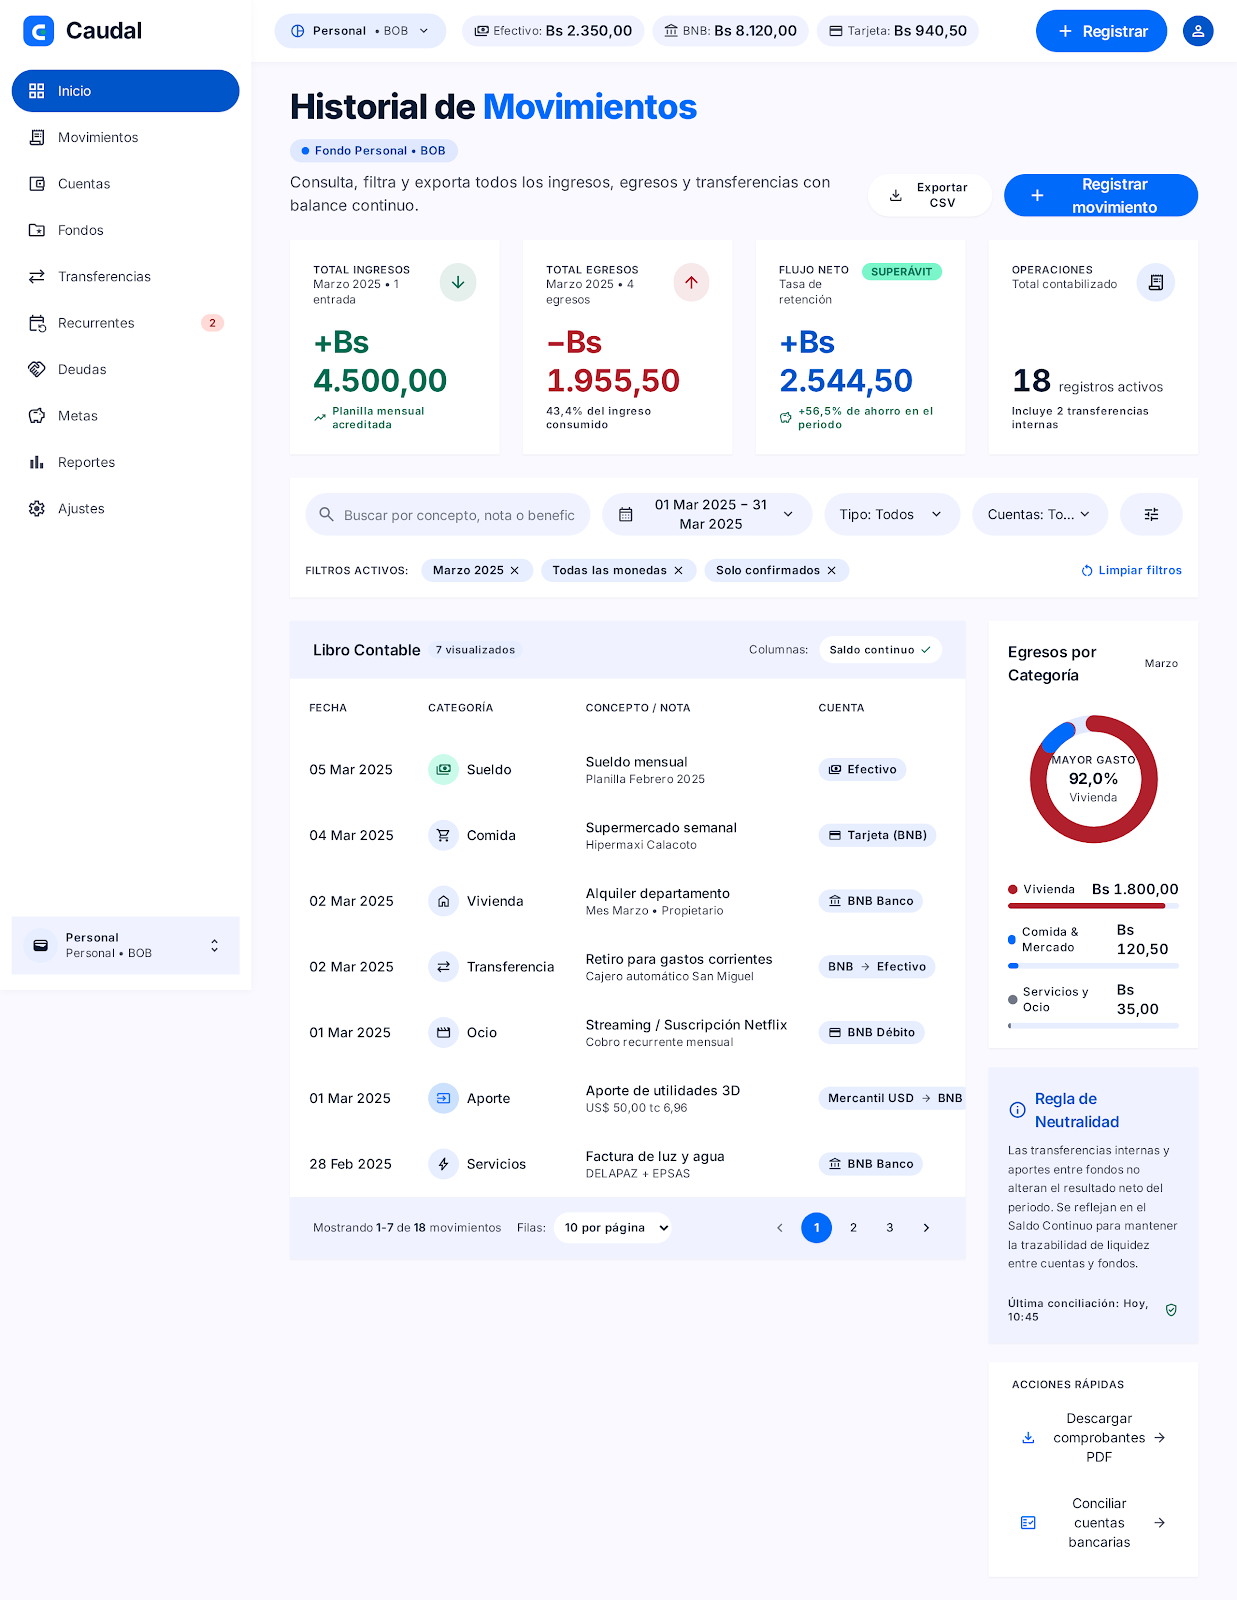 Caudal
Personal • BOB
Efectivo: Bs 2.350,00
BNB: Bs 8.120,00
Tarjeta: Bs 940,50
Registrar
Inicio
Movimientos
Cuentas
Fondos
Transferencias
Recurrentes 2
Deudas
Metas
Reportes
Ajustes
Personal
Personal • BOB
Historial de Movimientos
Fondo Personal • BOB
Consulta, filtra y exporta todos los ingresos, egresos y transferencias con
balance continuo.
Exportar
CSV
Registrar
movimiento
TOTAL INGRESOS
Marzo 2025 • 1
entrada
+Bs
4.500,00
Planilla mensual
acreditada
TOTAL EGRESOS
Marzo 2025 • 4
egresos
−Bs
1.955,50
43,4% del ingreso
consumido
FLUJO NETO
SUPERÁVIT
Tasa de
retención
+Bs
2.544,50
+56,5% de ahorro en el
periodo
OPERACIONES
Total contabilizado
18 registros activos
Incluye 2 transferencias
internas
Buscar por concepto, nota o benefic
01 Mar 2025 – 31
Mar 2025
Tipo: Todos
Cuentas: To...
FILTROS ACTIVOS:
Marzo 2025
Todas las monedas
Solo confirmados
Limpiar filtros
Libro Contable
7 visualizados
Columnas:
Saldo continuo
FECHA CATEGORÍA CONCEPTO / NOTA CUENTA
05 Mar 2025 Sueldo Sueldo mensual Efectivo
Planilla Febrero 2025
04 Mar 2025 Comida Supermercado semanal Tarjeta (BNB)
Hipermaxi Calacoto
02 Mar 2025 Vivienda Alquiler departamento BNB Banco
Mes Marzo • Propietario
02 Mar 2025 Transferencia Retiro para gastos corrientes BNB → Efectivo
Cajero automático San Miguel
01 Mar 2025 Ocio Streaming / Suscripción Netflix BNB Débito
Cobro recurrente mensual
01 Mar 2025 Aporte Aporte de utilidades 3D Mercantil USD → BNB
US$ 50,00 tc 6,96
28 Feb 2025 Servicios Factura de luz y agua BNB Banco
DELAPAZ + EPSAS
Mostrando 1-7 de 18 movimientos
Filas:
10 por página
1 2 3
Egresos por
Categoría
Marzo
MAYOR GASTO
92,0%
Vivienda
Vivienda Bs 1.800,00
Comida &
Mercado
Bs
120,50
Servicios y
Ocio
Bs
35,00
Regla de
Neutralidad
Las transferencias internas y
aportes entre fondos no
alteran el resultado neto del
periodo. Se reflejan en el
Saldo Continuo para mantener
la trazabilidad de liquidez
entre cuentas y fondos.
Última conciliación: Hoy,
10:45
ACCIONES RÁPIDAS
Descargar
comprobantes
PDF
Conciliar
cuentas
bancarias